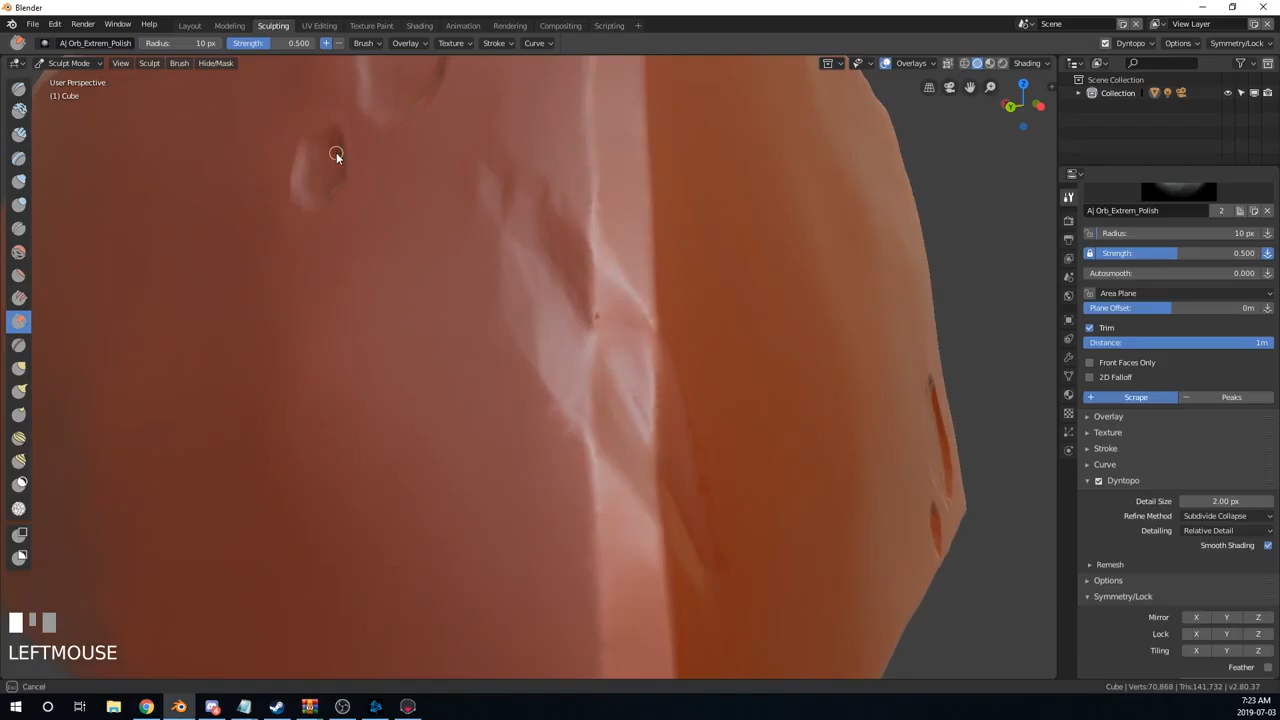 Blender
File Edit Render Window Help Layout Modeling Sculpting UV Editing Texture Paint Shading Animation Rendering Compositing Scripting + Scene View Layer
A| Orb_Extrem_Polish Radius: 10 px Strength: 0.500 Brush Overlay Texture Stroke Curve Dyntopo Options Symmetry/Lock
Sculpt Mode View Sculpt Brush Hide/Mask Overlays Shading
User Perspective
(1) Cube
Scene Collection
Collection
A| Orb_Extrem_Polish 2
Radius: 10 px
Strength: 0.500
Autosmooth: 0.000
Area Plane
Plane Offset: 0m
Trim
Distance: 1m
Front Faces Only
2D Falloff
+ Scrape − Peaks
Overlay
Texture
Stroke
Curve
Dyntopo
Detail Size 2.00 px
Refine Method Subdivide Collapse
Detailing Relative Detail
Smooth Shading
Remesh
Options
Symmetry/Lock
Mirror X Y Z
Lock X Y Z
Tiling X Y Z
Feather
LEFTMOUSE
Cancel Cube | Verts:70,868 | Tris:141,732 | v2.80.37
7:23 AM
2019-07-03